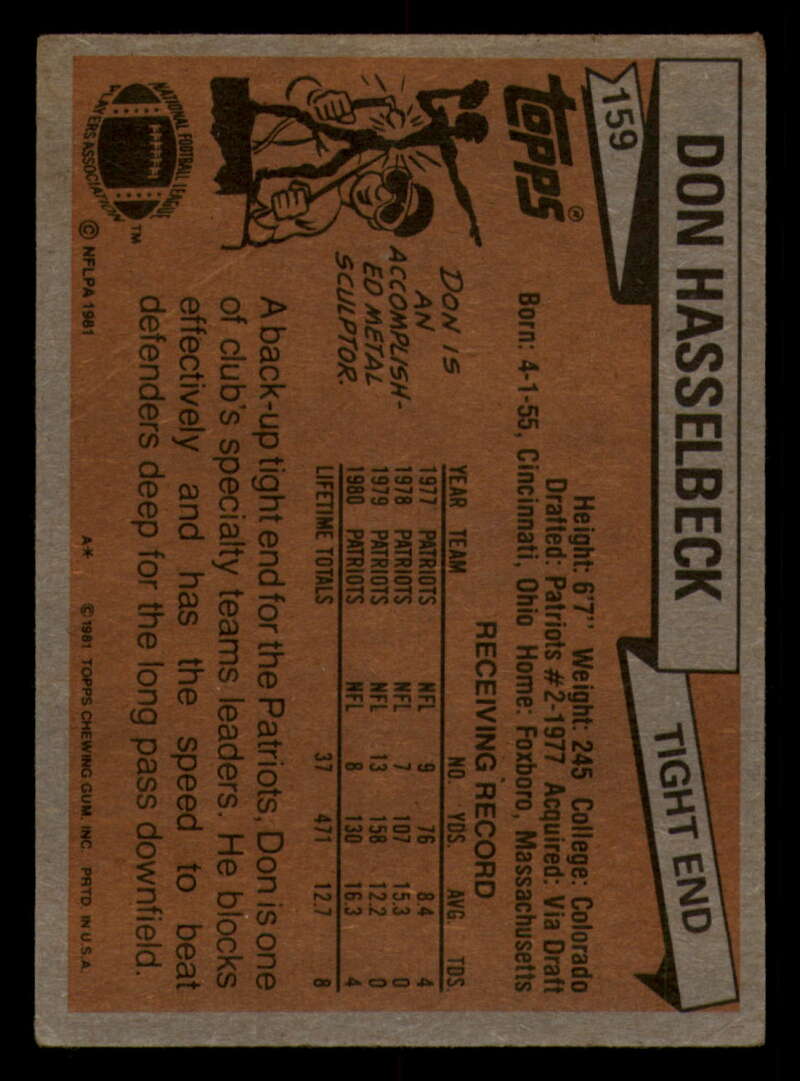 159
DON HASSELBECK
TIGHT END
topps®
Height: 6'7" Weight: 245 College: Colorado
Drafted: Patriots #2-1977 Acquired: Via Draft
Born: 4-1-55, Cincinnati, Ohio Home: Foxboro, Massachusetts
DON IS
AN
ACCOMPLISH-
ED METAL
SCULPTOR.
RECEIVING RECORD
YEAR TEAM NO. YDS. AVG. TDS.
1977 PATRIOTS NFL 9 76 8.4 4
1978 PATRIOTS NFL 7 107 15.3 0
1979 PATRIOTS NFL 13 158 12.2 0
1980 PATRIOTS NFL 8 130 16.3 4
LIFETIME TOTALS 37 471 12.7 8
A back-up tight end for the Patriots, Don is one
of club's specialty teams leaders. He blocks
effectively and has the speed to beat
defenders deep for the long pass downfield.
NATIONAL FOOTBALL LEAGUE
PLAYERS ASSOCIATION
TM
© NFLPA 1981
A* © 1981 TOPPS CHEWING GUM, INC. PRTD. IN U.S.A.